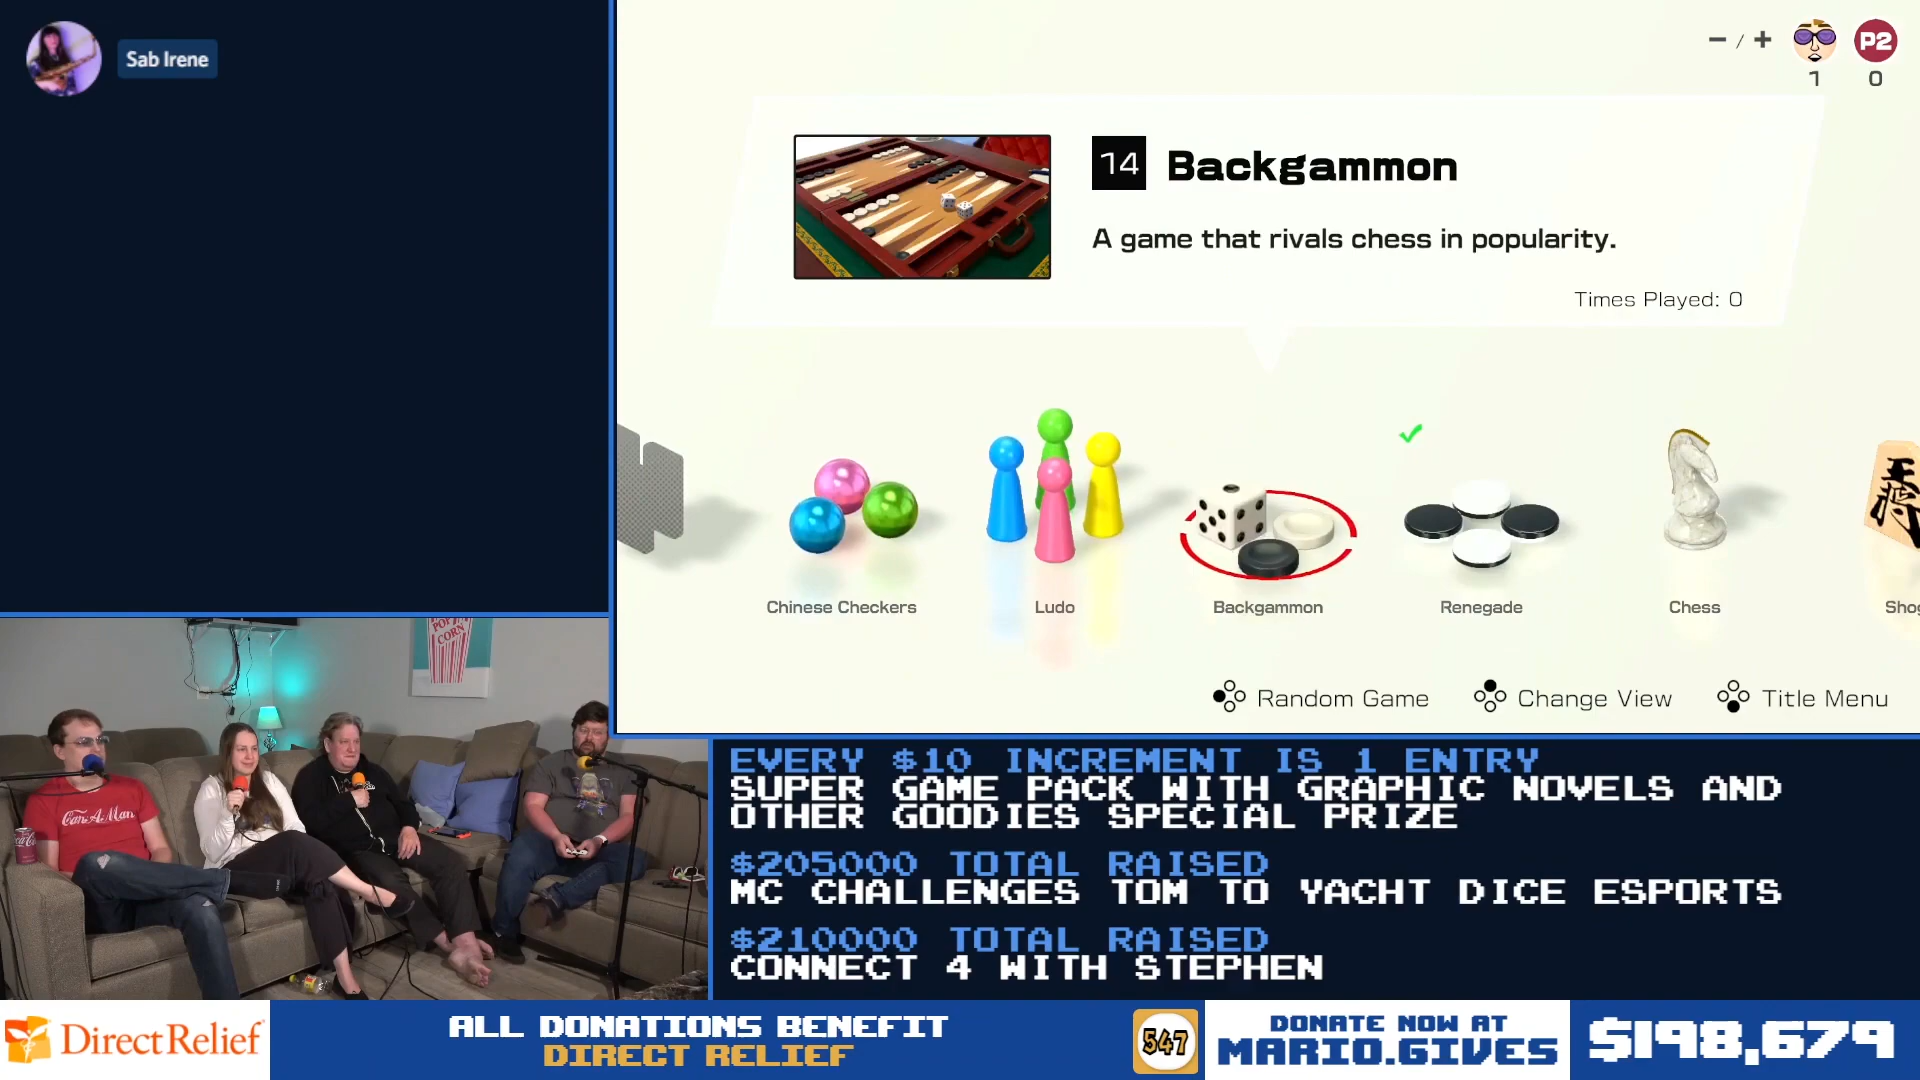 Sab Irene
- / +
P2
1
0
14
Backgammon
A game that rivals chess in popularity.
Times Played: 0
Chinese Checkers
Ludo
Backgammon
Renegade
Chess
Random Game
Change View
Title Menu
POP
CORN
Can-A-Man
EVERY $10 INCREMENT IS 1 ENTRY
SUPER GAME PACK WITH GRAPHIC NOVELS AND
OTHER GOODIES SPECIAL PRIZE
$205000 TOTAL RAISED
MC CHALLENGES TOM TO YACHT DICE ESPORTS
$210000 TOTAL RAISED
CONNECT 4 WITH STEPHEN
DirectRelief
ALL DONATIONS BENEFIT
DIRECT RELIEF
547
DONATE NOW AT
MARIO.GIVES
$198,679